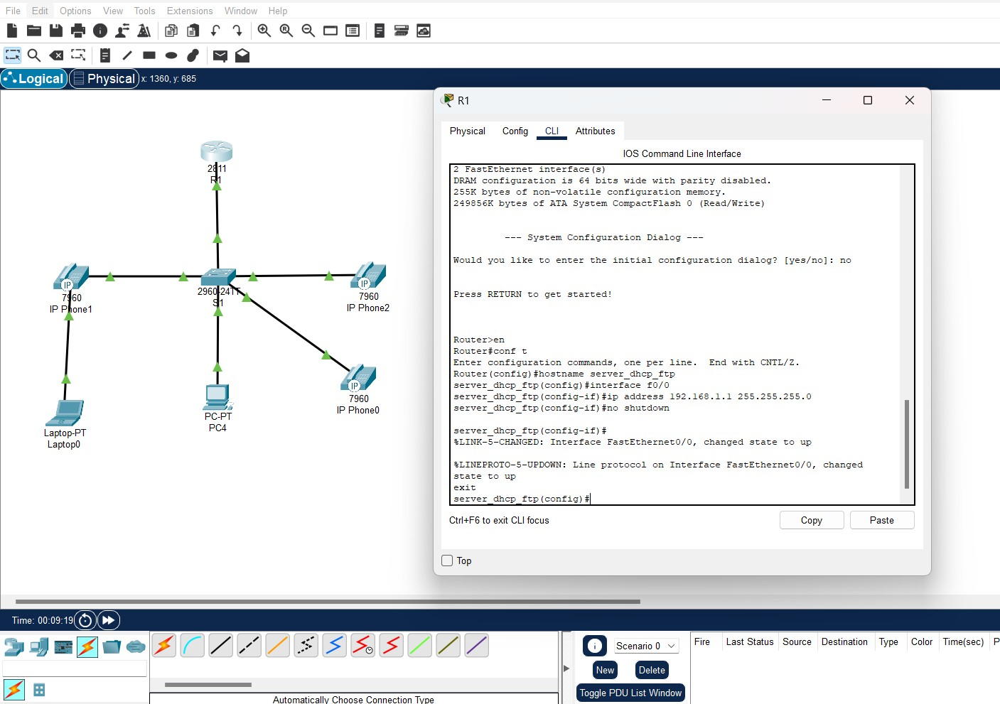 File Edit Options View Tools Extensions Window Help
Logical Physical x: 1360, y: 685
2811
R1
IP
7960
IP Phone1
2960-24TT
S1
IP
7960
IP Phone2
IP
7960
IP Phone0
PC-PT
PC4
Laptop-PT
Laptop0
R1
Physical Config CLI Attributes
IOS Command Line Interface
2 FastEthernet interface(s)
DRAM configuration is 64 bits wide with parity disabled.
255K bytes of non-volatile configuration memory.
249856K bytes of ATA System CompactFlash 0 (Read/Write)
--- System Configuration Dialog ---
Would you like to enter the initial configuration dialog? [yes/no]: no
Press RETURN to get started!
Router>en
Router#conf t
Enter configuration commands, one per line.  End with CNTL/Z.
Router(config)#hostname server_dhcp_ftp
server_dhcp_ftp(config)#interface f0/0
server_dhcp_ftp(config-if)#ip address 192.168.1.1 255.255.255.0
server_dhcp_ftp(config-if)#no shutdown
server_dhcp_ftp(config-if)#
%LINK-5-CHANGED: Interface FastEthernet0/0, changed state to up
%LINEPROTO-5-UPDOWN: Line protocol on Interface FastEthernet0/0, changed
state to up
exit
server_dhcp_ftp(config)#
Ctrl+F6 to exit CLI focus Copy Paste
Top
Time: 00:09:19
Scenario 0
New Delete
Toggle PDU List Window
Fire Last Status Source Destination Type Color Time(sec) P
Automatically Choose Connection Type